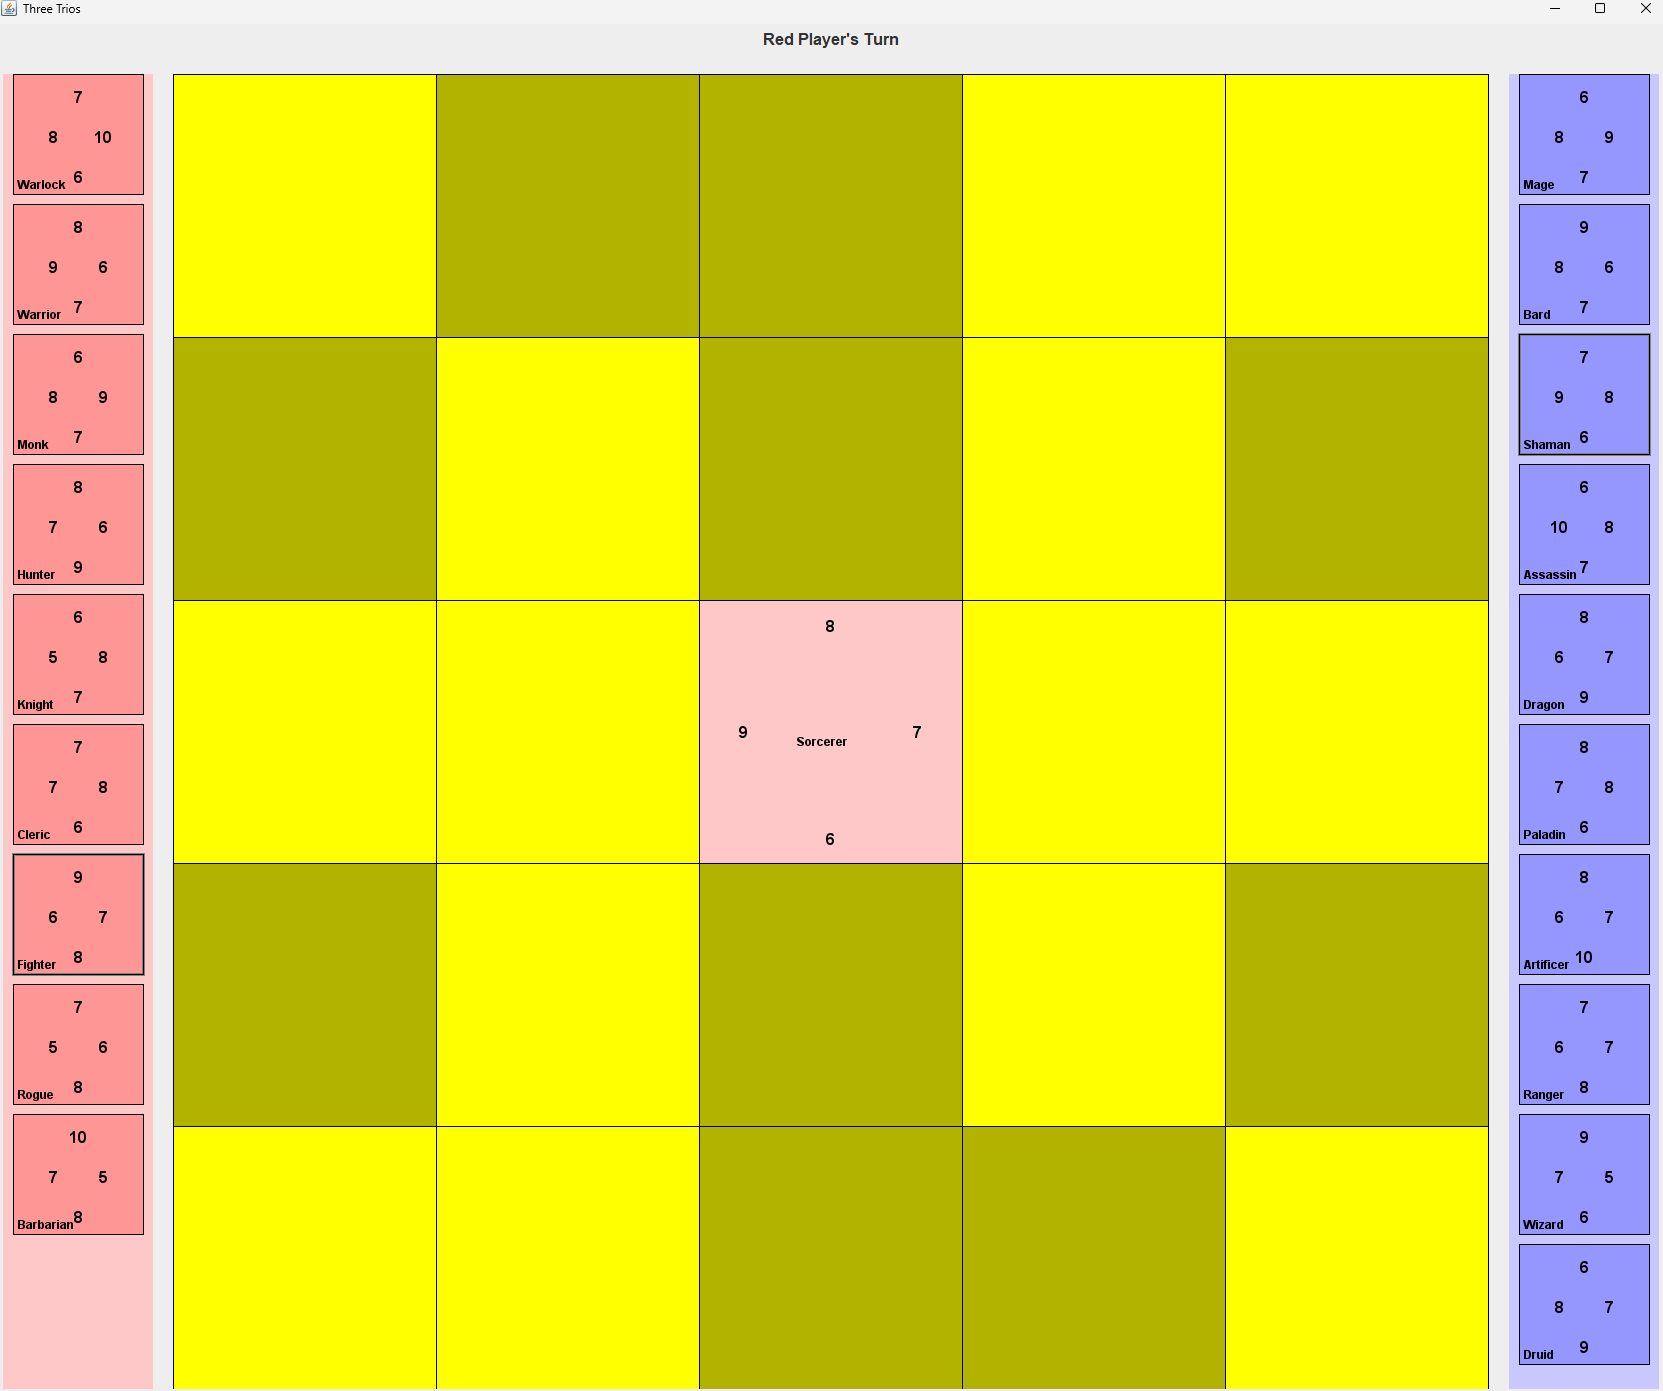 Three Trios
Red Player's Turn
7
8 10
6
Warlock
8
9 6
7
Warrior
6
8 9
7
Monk
8
7 6
9
Hunter
6
5 8
7
Knight
7
7 8
6
Cleric
9
6 7
8
Fighter
7
5 6
8
Rogue
10
7 5
8
Barbarian
8
9 Sorcerer 7
6
6
8 9
7
Mage
9
8 6
7
Bard
7
9 8
6
Shaman
6
10 8
7
Assassin
8
6 7
9
Dragon
8
7 8
6
Paladin
8
6 7
10
Artificer
7
6 7
8
Ranger
9
7 5
6
Wizard
6
8 7
9
Druid